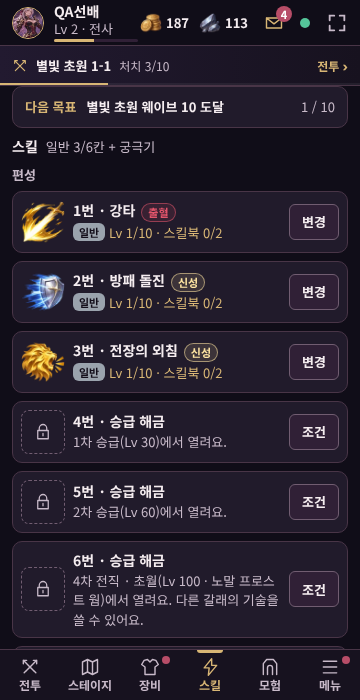 QA선배
Lv 2 · 전사
187
113
4
별빛 초원 1-1 처치 3/10
전투 ›
다음 목표 별빛 초원 웨이브 10 도달 1 / 10
스킬 일반 3/6칸 + 궁극기
편성
1번 · 강타 출혈
일반 Lv 1/10 · 스킬북 0/2
변경
2번 · 방패 돌진 신성
일반 Lv 1/10 · 스킬북 0/2
변경
3번 · 전장의 외침 신성
일반 Lv 1/10 · 스킬북 0/2
변경
4번 · 승급 해금
1차 승급(Lv 30)에서 열려요.
조건
5번 · 승급 해금
2차 승급(Lv 60)에서 열려요.
조건
6번 · 승급 해금
4차 전직 · 초월(Lv 100 · 노말 프로스
트 웜)에서 열려요. 다른 갈래의 기술을
쓸 수 있어요.
조건
전투 스테이지 장비 스킬 모험 메뉴